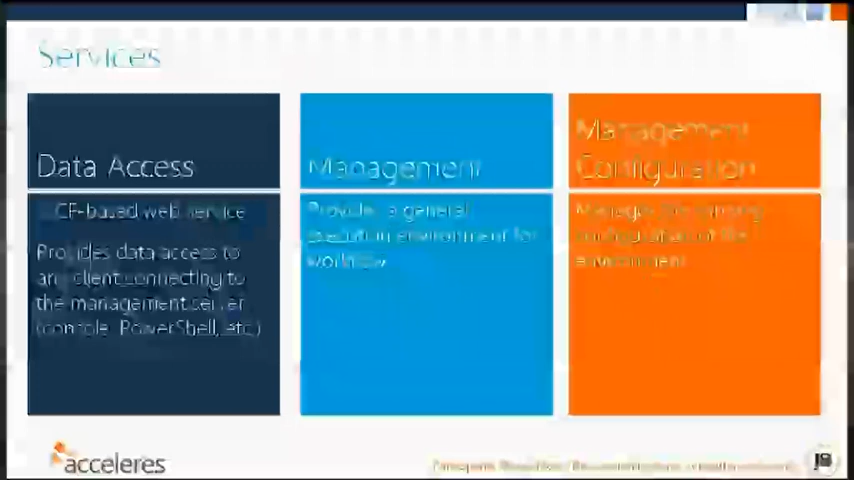 Services
Data Access
CF-based web service
Provides data access to
any client connecting to
the management server
(console, PowerShell, etc.)
Management
Provides a general
execution environment for
workflow
Management
Configuration
Manages the
configuration of the
environment
acceleres